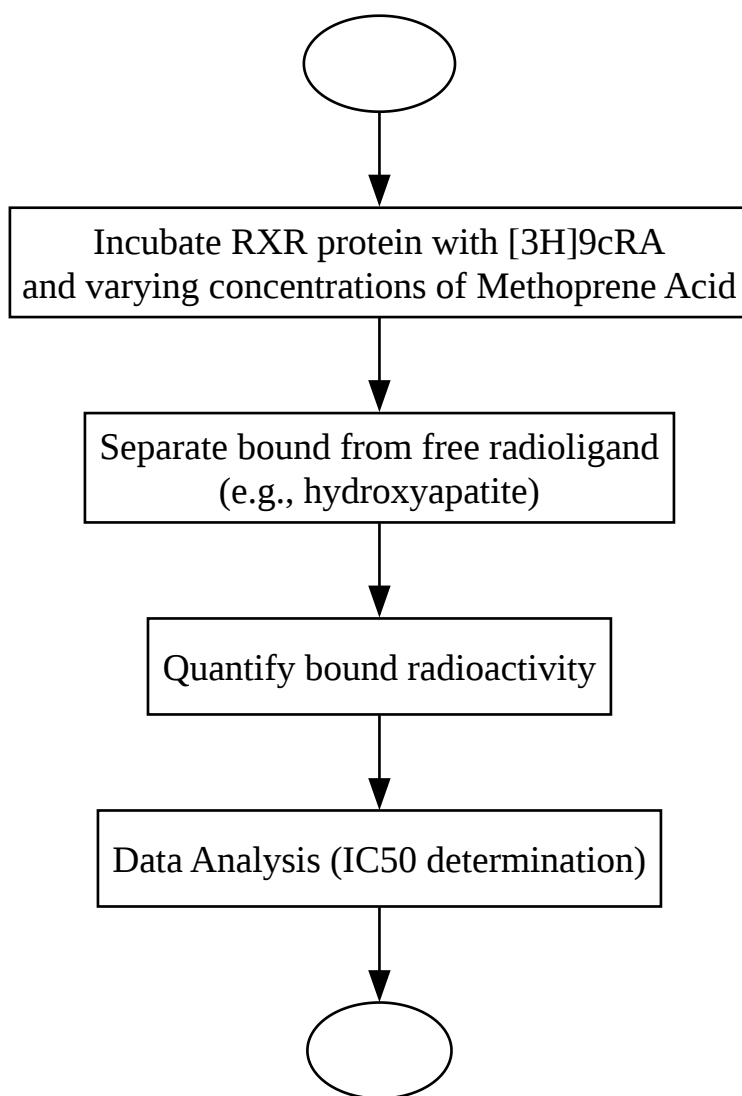 Incubate RXR protein with [3H]9cRA
and varying concentrations of Methoprene Acid
Separate bound from free radioligand
(e.g., hydroxyapatite)
Quantify bound radioactivity
Data Analysis (IC50 determination)